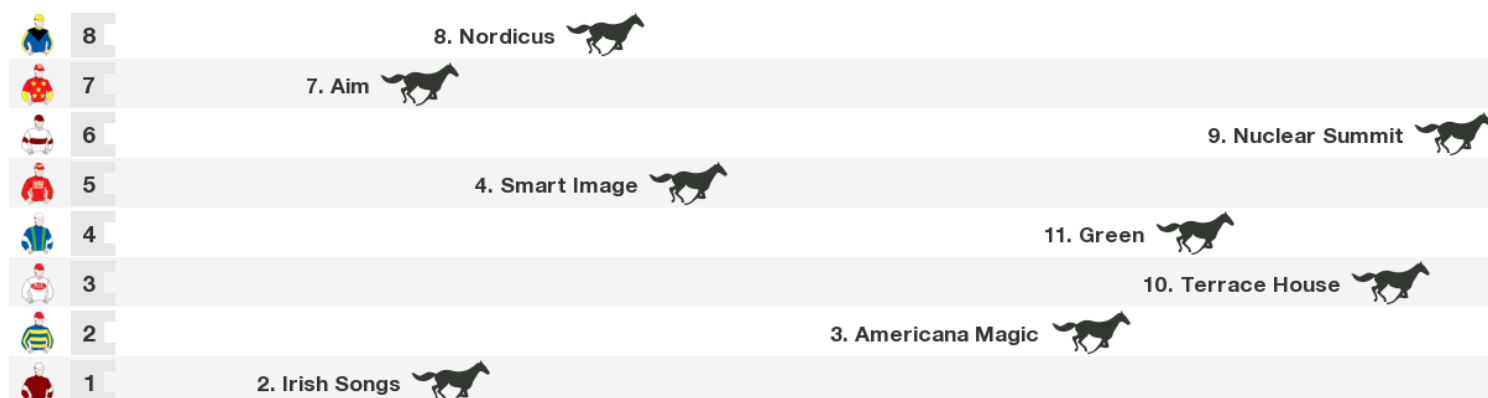 8 8. Nordicus
7 7. Aim
6 9. Nuclear Summit
5 4. Smart Image
4 11. Green
3 10. Terrace House
2 3. Americana Magic
1 2. Irish Songs